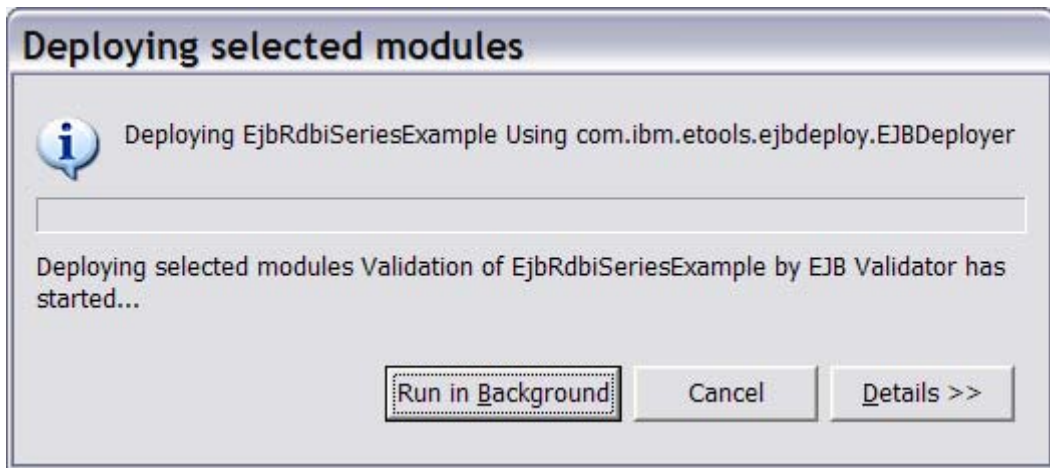 Deploying selected modules
Deploying EjbRdbiSeriesExample Using com.ibm.etools.ejbdeploy.EJBDeployer
Deploying selected modules Validation of EjbRdbiSeriesExample by EJB Validator has
started...
Run in Background Cancel Details >>